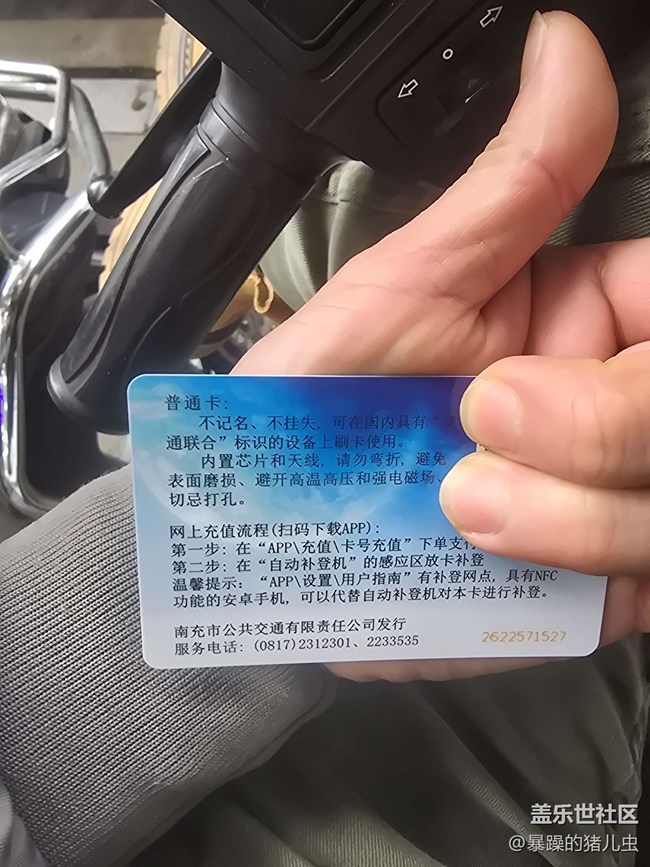 普通卡:
不记名、不挂失,可在国内具有“
通联合”标识的设备上刷卡使用。
内置芯片和天线,请勿弯折,避免
表面磨损、避开高温高压和强电磁场、
切忌打孔。
网上充值流程(扫码下载APP):
第一步:在“APP\充值\卡号充值”下单支付
第二步:在“自动补登机”的感应区放卡补登
温馨提示:“APP\设置\用户指南”有补登网点,具有NFC
功能的安卓手机,可以代替自动补登机对本卡进行补登。
南充市公共交通有限责任公司发行
服务电话:(0817)2312301、2233535
2622571527
盖乐世社区
@暴躁的猪儿虫